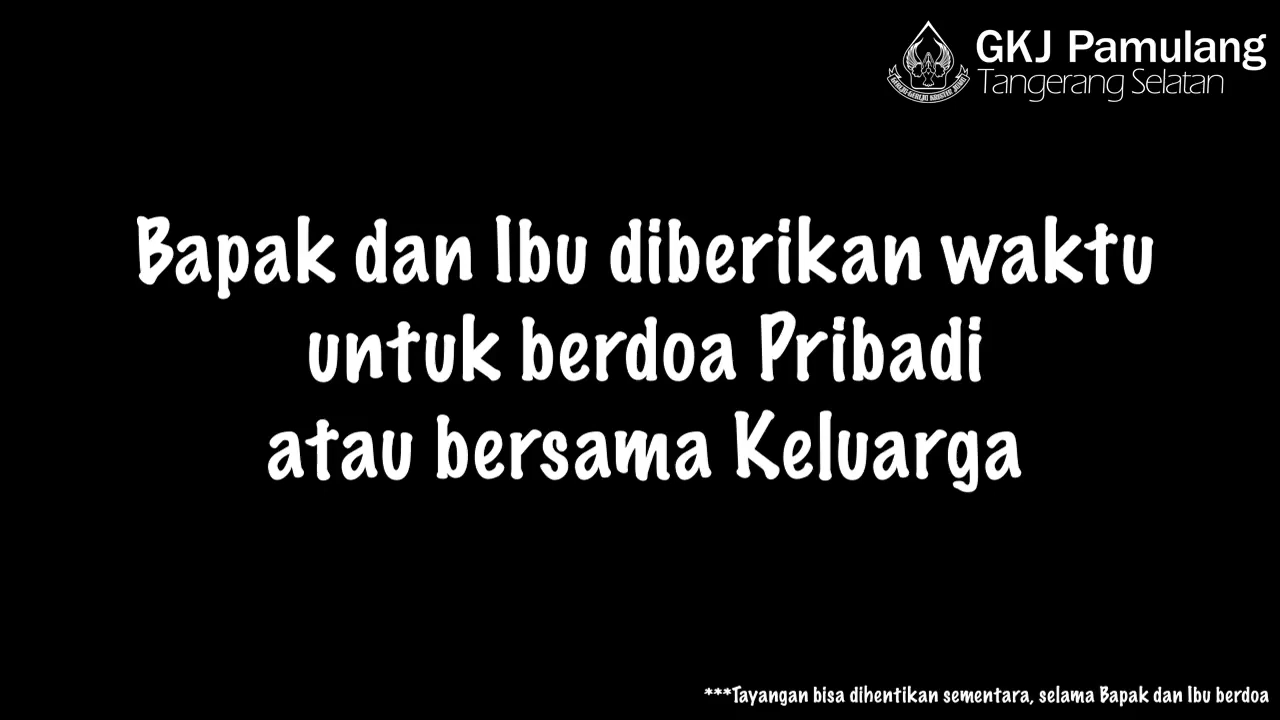 GKJ Pamulang
Tangerang Selatan
Bapak dan Ibu diberikan waktu
untuk berdoa Pribadi
atau bersama Keluarga
***Tayangan bisa dihentikan sementara, selama Bapak dan Ibu berdoa